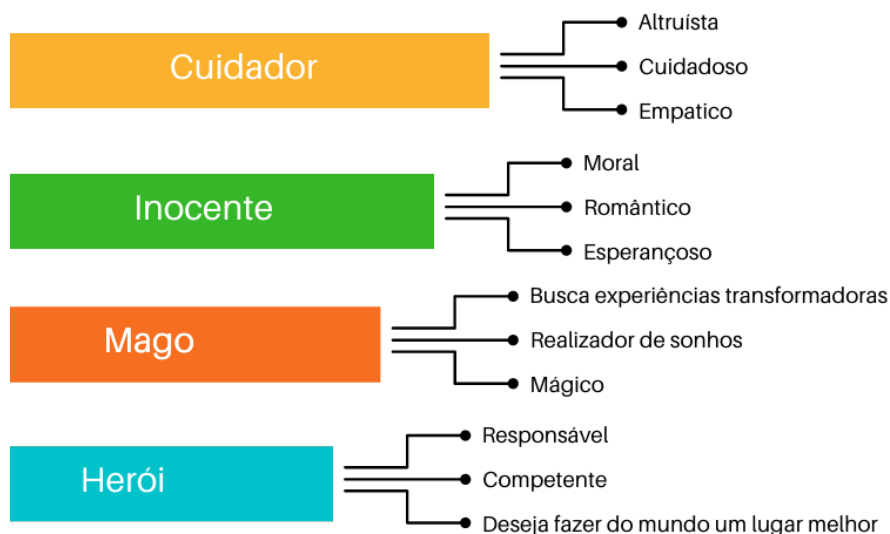 Cuidador
Altruísta
Cuidadoso
Empatico
Inocente
Moral
Romântico
Esperançoso
Mago
Busca experiências transformadoras
Realizador de sonhos
Mágico
Herói
Responsável
Competente
Deseja fazer do mundo um lugar melhor